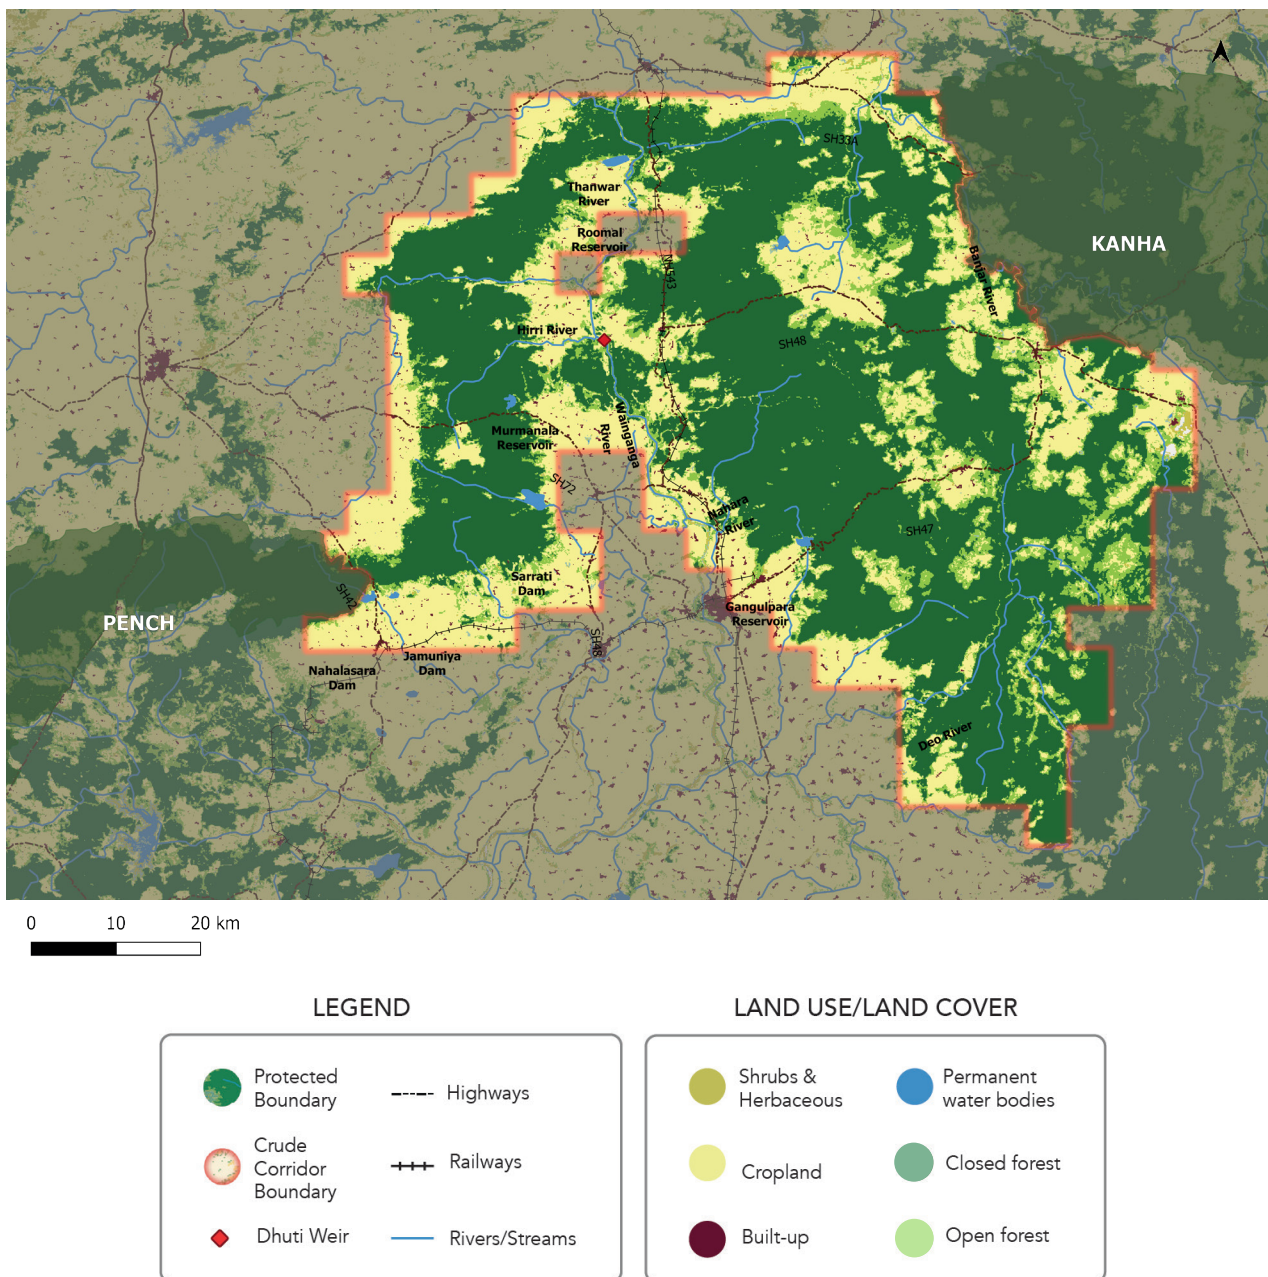 SH33A
Thanwar
River
Roomal
Reservoir
KANHA
NH543
Banjar River
Hirri River
SH48
Wainganga
River
Murmanala
Reservoir
SH72
Nahara
River
SH47
Sarrati
Dam
SH42
Gangulpara
Reservoir
PENCH
SH48
Jamuniya
Dam
Nahalasara
Dam
Deo River
0 10 20 km
LEGEND
Protected
Boundary
Highways
Crude
Corridor
Boundary
Railways
Dhuti Weir
Rivers/Streams
LAND USE/LAND COVER
Shrubs &
Herbaceous
Permanent
water bodies
Cropland
Closed forest
Built-up
Open forest